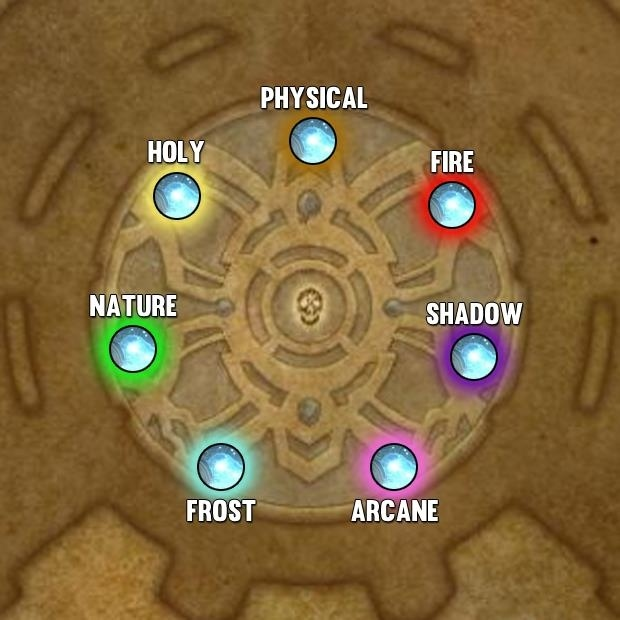 PHYSICAL
HOLY
FIRE
NATURE
SHADOW
FROST
ARCANE